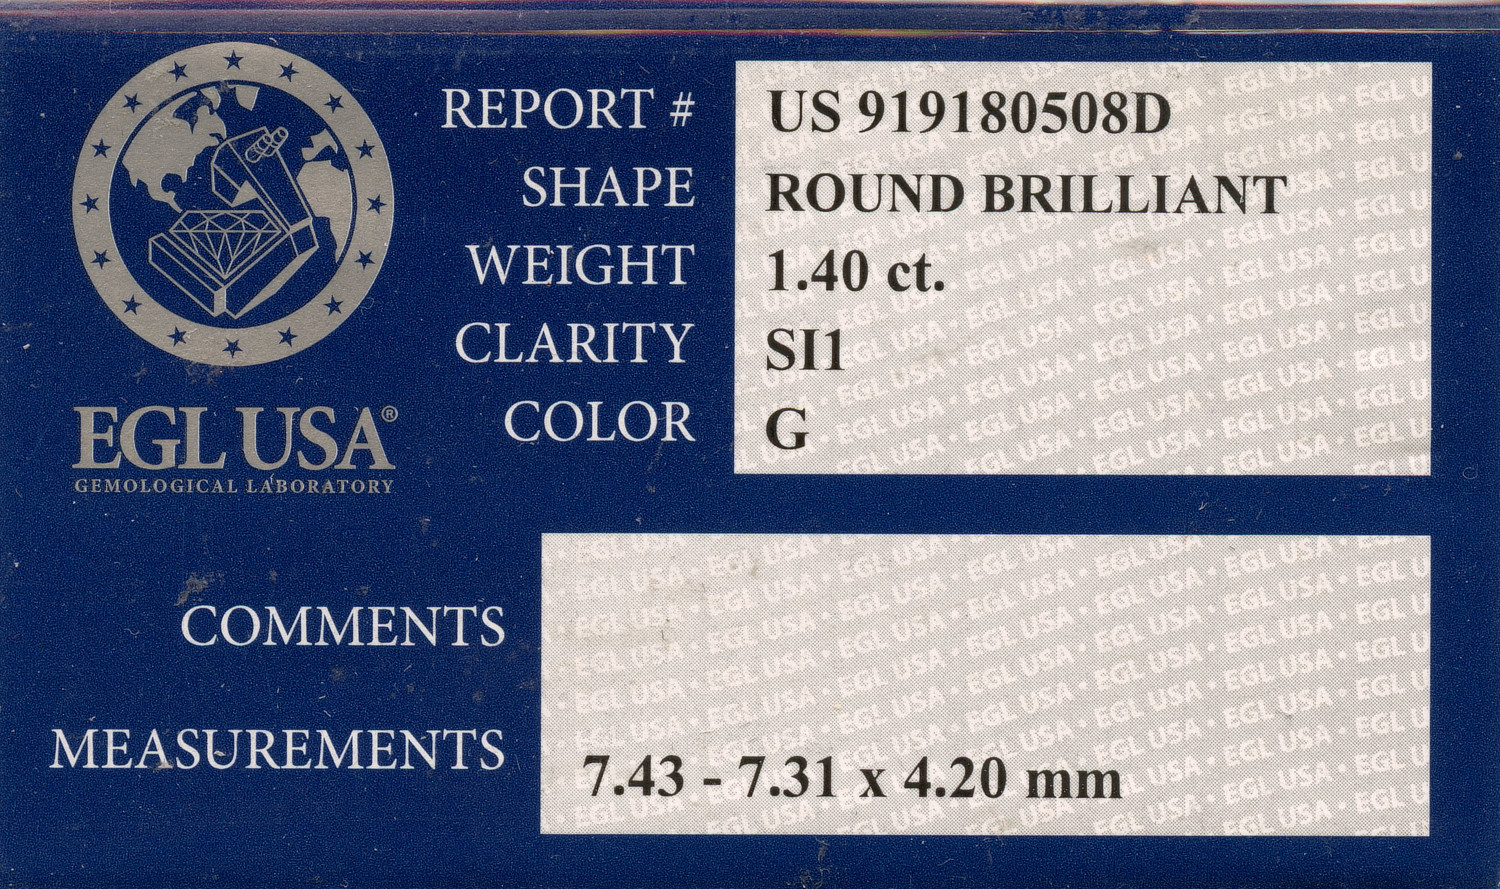 EGL USA®
GEMOLOGICAL LABORATORY
REPORT # US 919180508D
SHAPE ROUND BRILLIANT
WEIGHT 1.40 ct.
CLARITY SI1
COLOR G
COMMENTS
MEASUREMENTS 7.43 - 7.31 x 4.20 mm